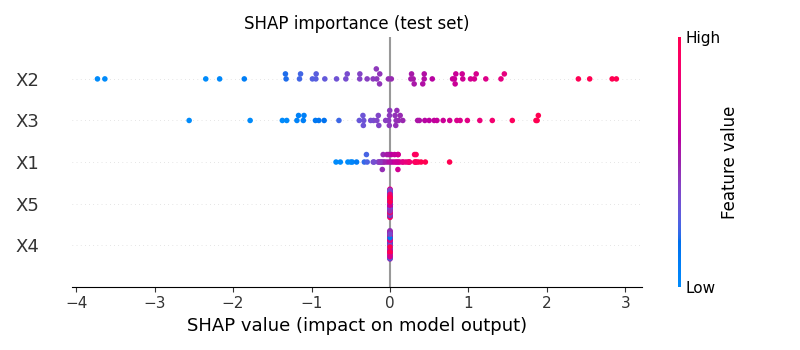 SHAP importance (test set)
High
X2
X3
X1
X5
X4
Feature value
Low
−4 −3 −2 −1 0 1 2 3
SHAP value (impact on model output)